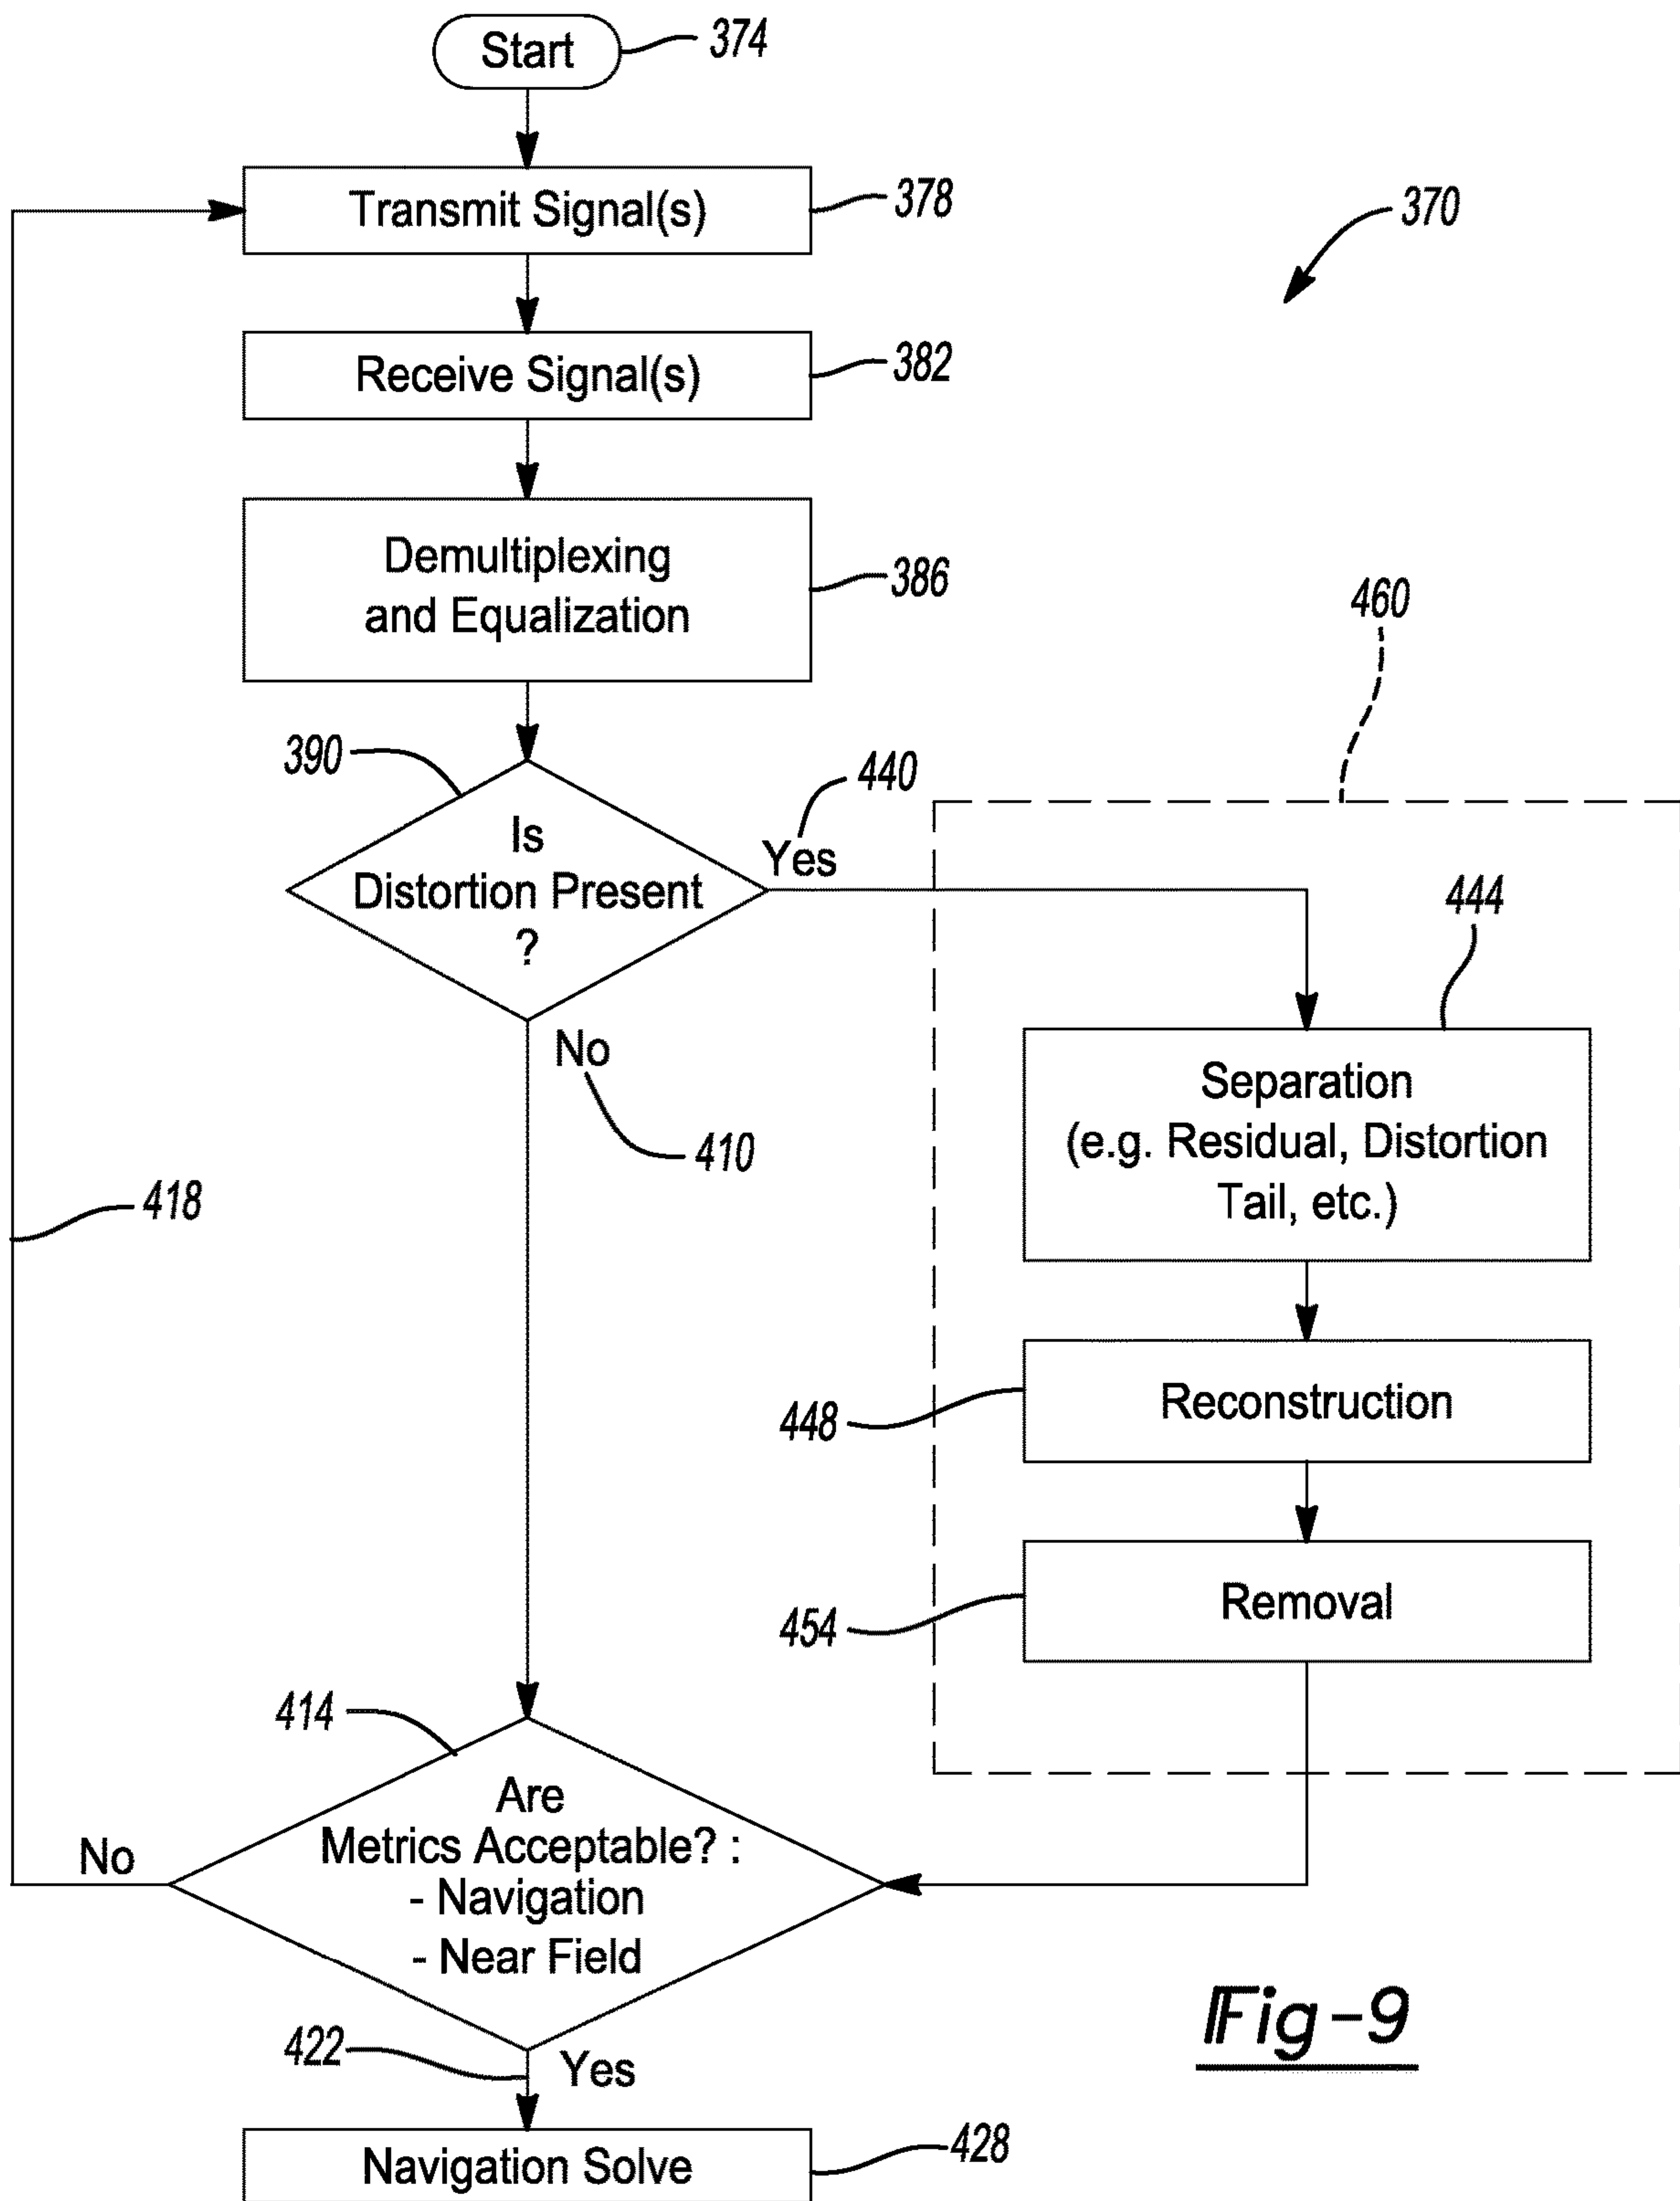 Start
374
Transmit Signal(s)
378
370
Receive Signal(s)
382
Demultiplexing
and Equalization
386
460
390
440
Is
Distortion Present
?
Yes
444
No
410
Separation
(e.g. Residual, Distortion
Tail, etc.)
418
Reconstruction
448
Removal
454
414
Are
Metrics Acceptable? :
- Navigation
- Near Field
No
422
Yes
Navigation Solve
428
Fig-9